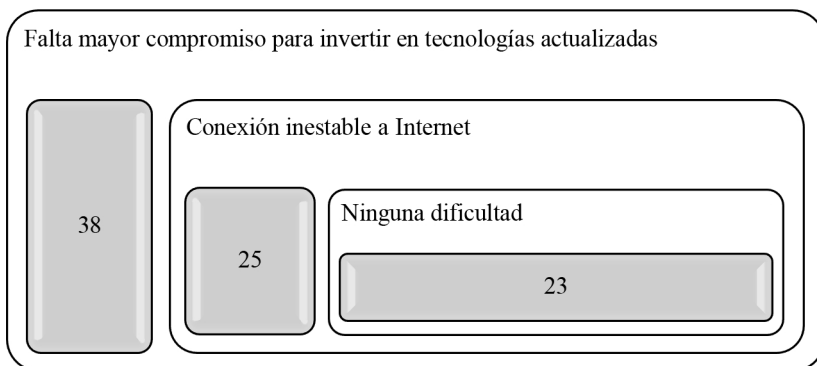 Falta mayor compromiso para invertir en tecnologías actualizadas
Conexión inestable a Internet
Ninguna dificultad
38
25
23